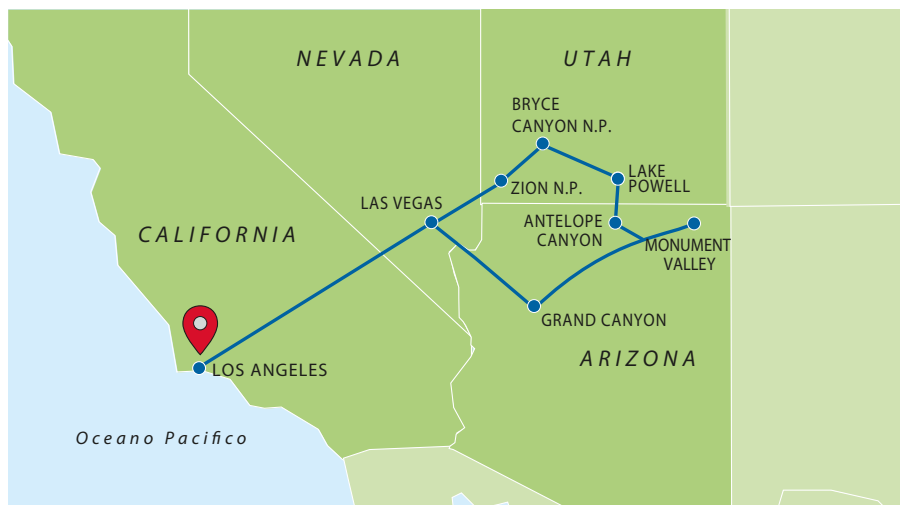 NEVADA
UTAH
BRYCE
CANYON N.P.
ZION N.P.
LAKE
POWELL
LAS VEGAS
ANTELOPE
CANYON
MONUMENT
VALLEY
CALIFORNIA
GRAND CANYON
ARIZONA
LOS ANGELES
Oceano Pacifico